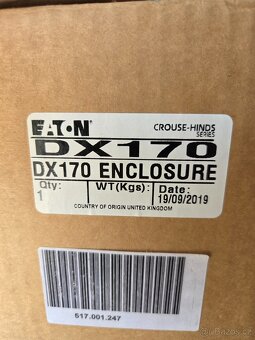 EATON
CROUSE-HINDS
SERIES
DX170
DX170 ENCLOSURE
Qty:
1
WT(Kgs):
Date:
19/09/2019
COUNTRY OF ORIGIN UNITED KINGDOM
517.001.247